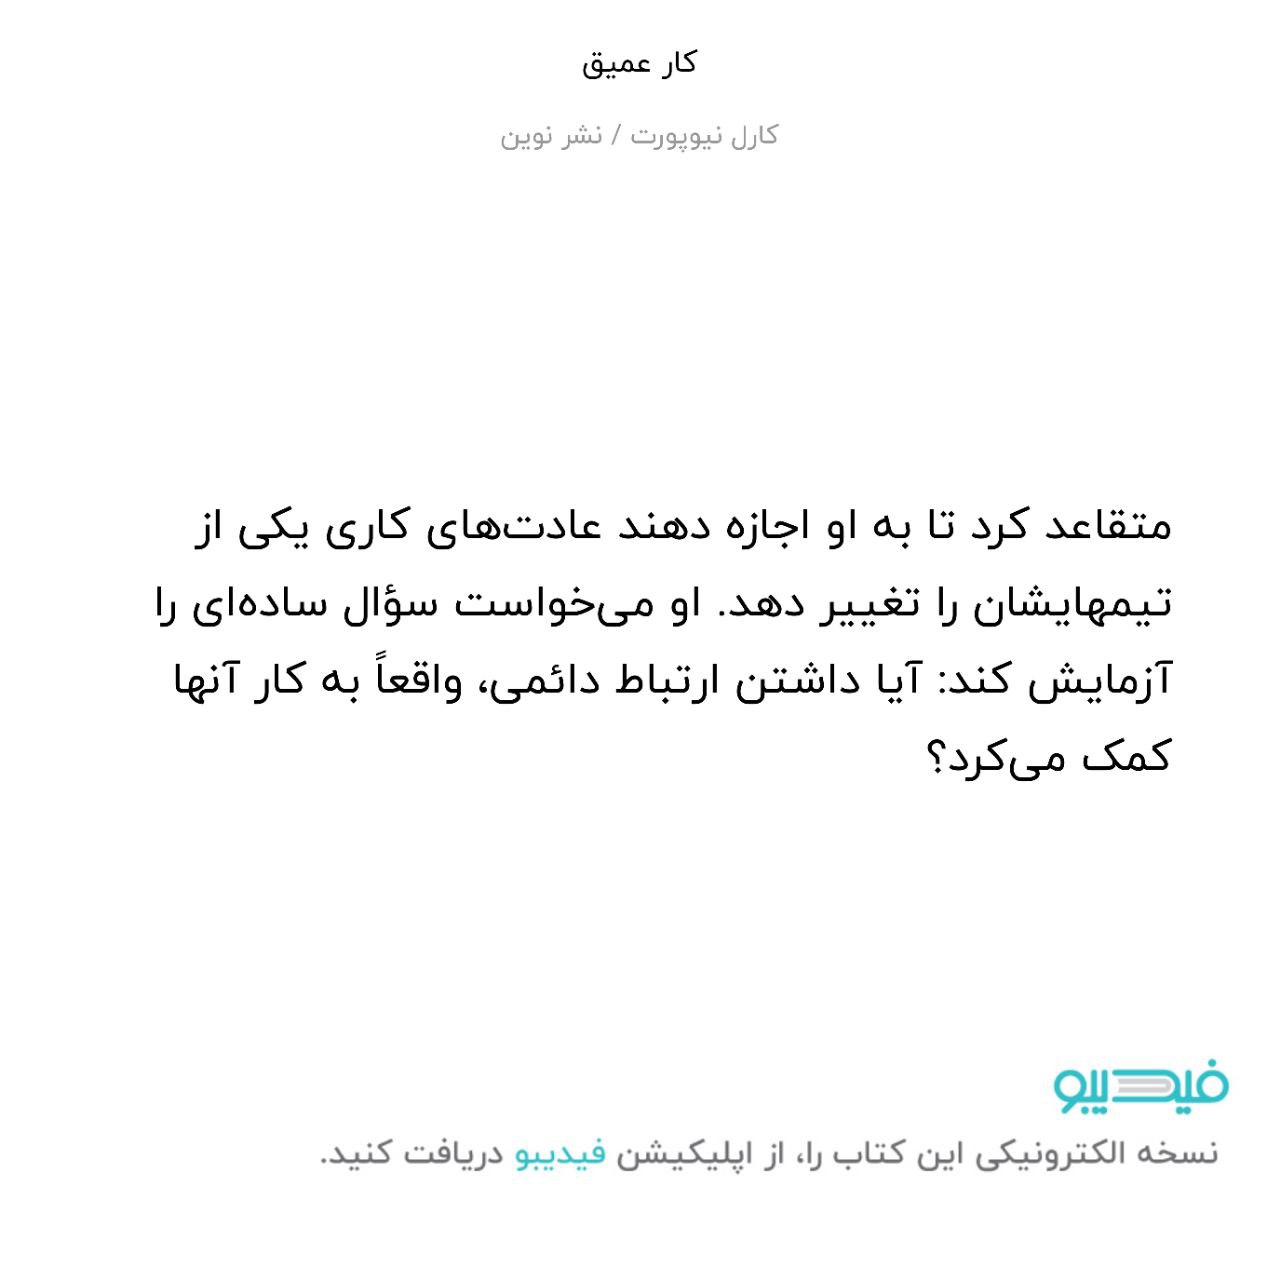 کار عمیق
کارل نیوپورت / نشر نوین
متقاعد کرد تا به او اجازه دهند عادت‌های کاری یکی از
تیمهایشان را تغییر دهد. او می‌خواست سؤال ساده‌ای را
آزمایش کند: آیا داشتن ارتباط دائمی، واقعاً به کار آنها
کمک می‌کرد؟
فیدیبو
نسخه الکترونیکی این کتاب را، از اپلیکیشن فیدیبو دریافت کنید.